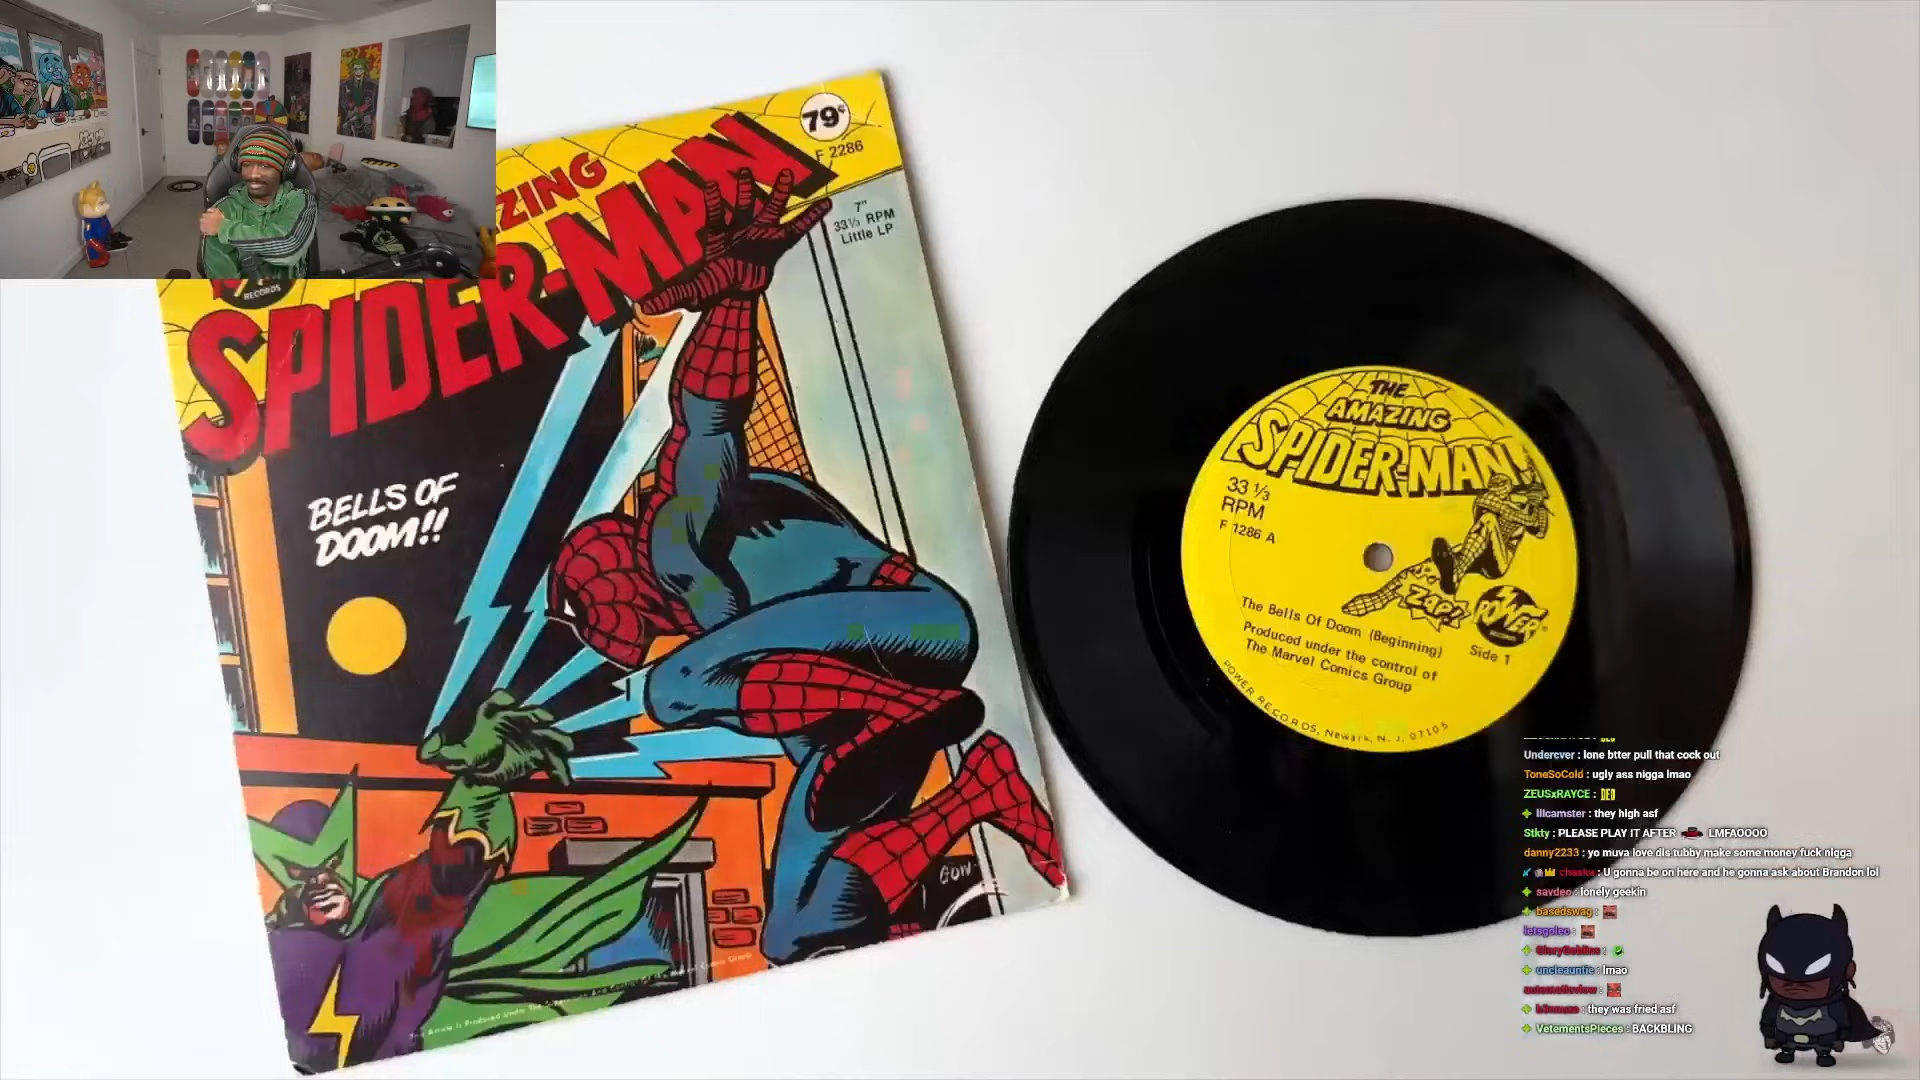 79¢
F 2286
ZING
SPIDER-MAN
7"
33⅓ RPM
Little LP
RECORDS
BELLS OF
DOOM!!
THE
AMAZING
SPIDER-MAN!
33 ⅓
RPM
F 1286 A
ZAP!
POWER
The Bells Of Doom (Beginning)
Side 1
Produced under the control of
The Marvel Comics Group
POWER RECORDS, Newark, N. J. 07105
Undercver : lone btter pull that cock out
ToneSoCold : ugly ass nigga lmao
ZEUSxRAYCE :
lilcamster : they high asf
Stkty : PLEASE PLAY IT AFTER LMFAOOOO
danny2233 : yo muva love dis tubby make some money fuck nigga
chaska : U gonna be on here and he gonna ask about Brandon lol
savdeo : lonely geekin
basedswag :
letsgoleo :
uncleauntie : lmao
: they was fried asf
VetementsPieces : BACKBLING